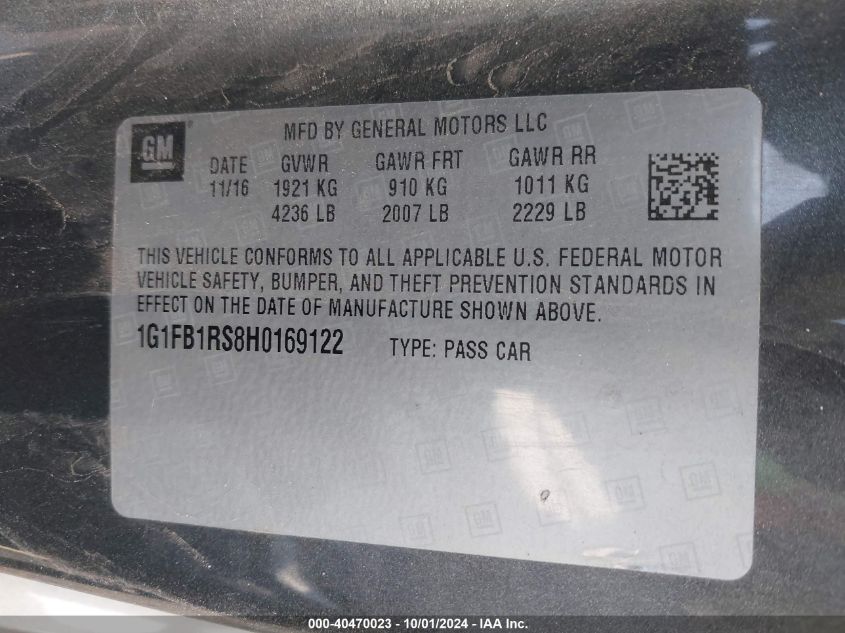 GM
MFD BY GENERAL MOTORS LLC
DATE GVWR GAWR FRT GAWR RR
11/16 1921 KG 910 KG 1011 KG
4236 LB 2007 LB 2229 LB
THIS VEHICLE CONFORMS TO ALL APPLICABLE U.S. FEDERAL MOTOR
VEHICLE SAFETY, BUMPER, AND THEFT PREVENTION STANDARDS IN
EFFECT ON THE DATE OF MANUFACTURE SHOWN ABOVE.
1G1FB1RS8H0169122 TYPE: PASS CAR
000-40470023 - 10/01/2024 - IAA Inc.